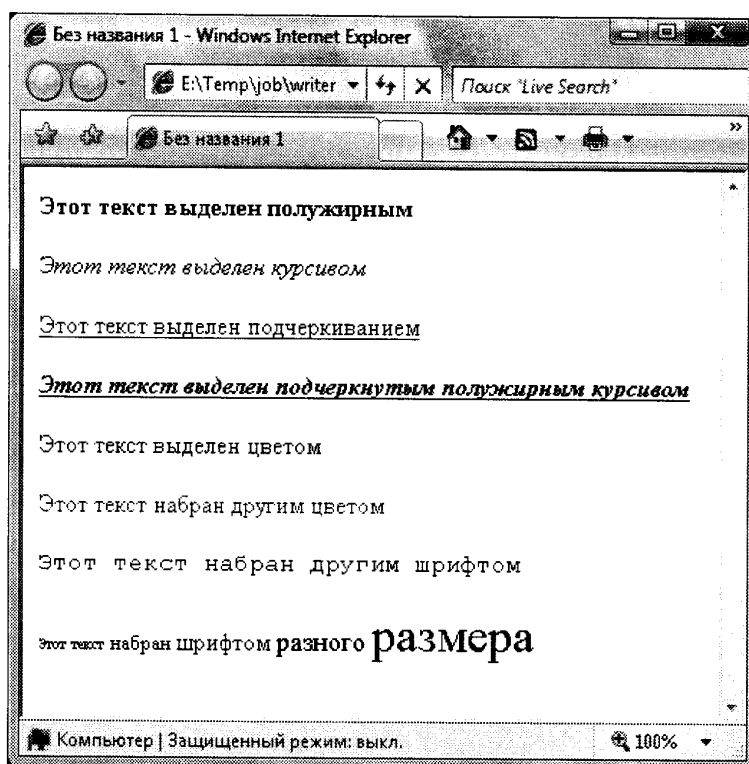 Без названия 1 - Windows Internet Explorer
E:\Temp\job\writer
Поиск "Live Search"
Без названия 1
»
Этот текст выделен полужирным
Этот текст выделен курсивом
Этот текст выделен подчеркиванием
Этот текст выделен подчеркнутым полужирным курсивом
Этот текст выделен цветом
Этот текст набран другим цветом
Этот текст набран другим шрифтом
Этот текст набран шрифтом разного размера
Компьютер | Защищенный режим: выкл.
100%